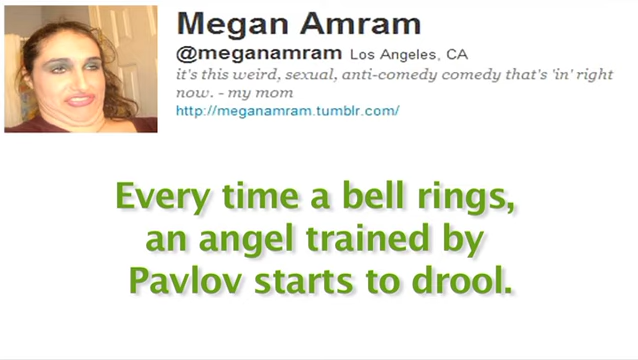 Megan Amram
@meganamram Los Angeles, CA
it's this weird, sexual, anti-comedy comedy that's 'in' right
now. - my mom
http://meganamram.tumblr.com/
Every time a bell rings,
an angel trained by
Pavlov starts to drool.